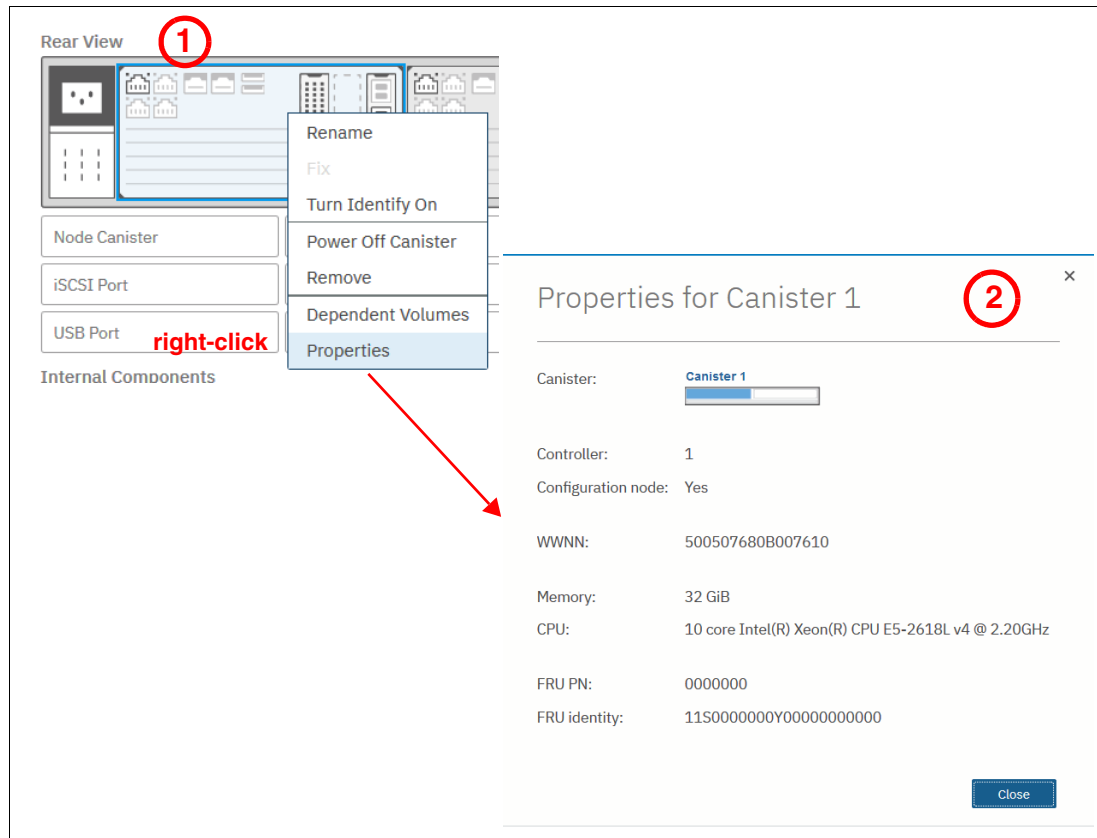 Rear View
1
Rename
Fix
Turn Identify On
Node Canister
Power Off Canister
iSCSI Port
Remove
USB Port
right-click
Dependent Volumes
Properties
Internal Components
Properties for Canister 1
2
×
Canister:
Canister 1
Controller: 1
Configuration node: Yes
WWNN: 500507680B007610
Memory: 32 GiB
CPU: 10 core Intel(R) Xeon(R) CPU E5-2618L v4 @ 2.20GHz
FRU PN: 0000000
FRU identity: 11S0000000Y00000000000
Close